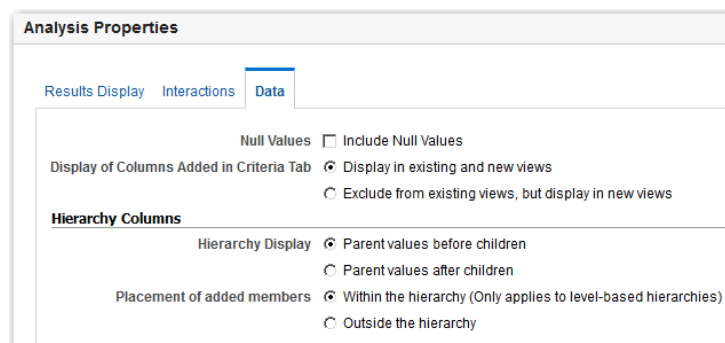 Analysis Properties
Results Display Interactions Data
Null Values Include Null Values
Display of Columns Added in Criteria Tab Display in existing and new views
Exclude from existing views, but display in new views
Hierarchy Columns
Hierarchy Display Parent values before children
Parent values after children
Placement of added members Within the hierarchy (Only applies to level-based hierarchies)
Outside the hierarchy